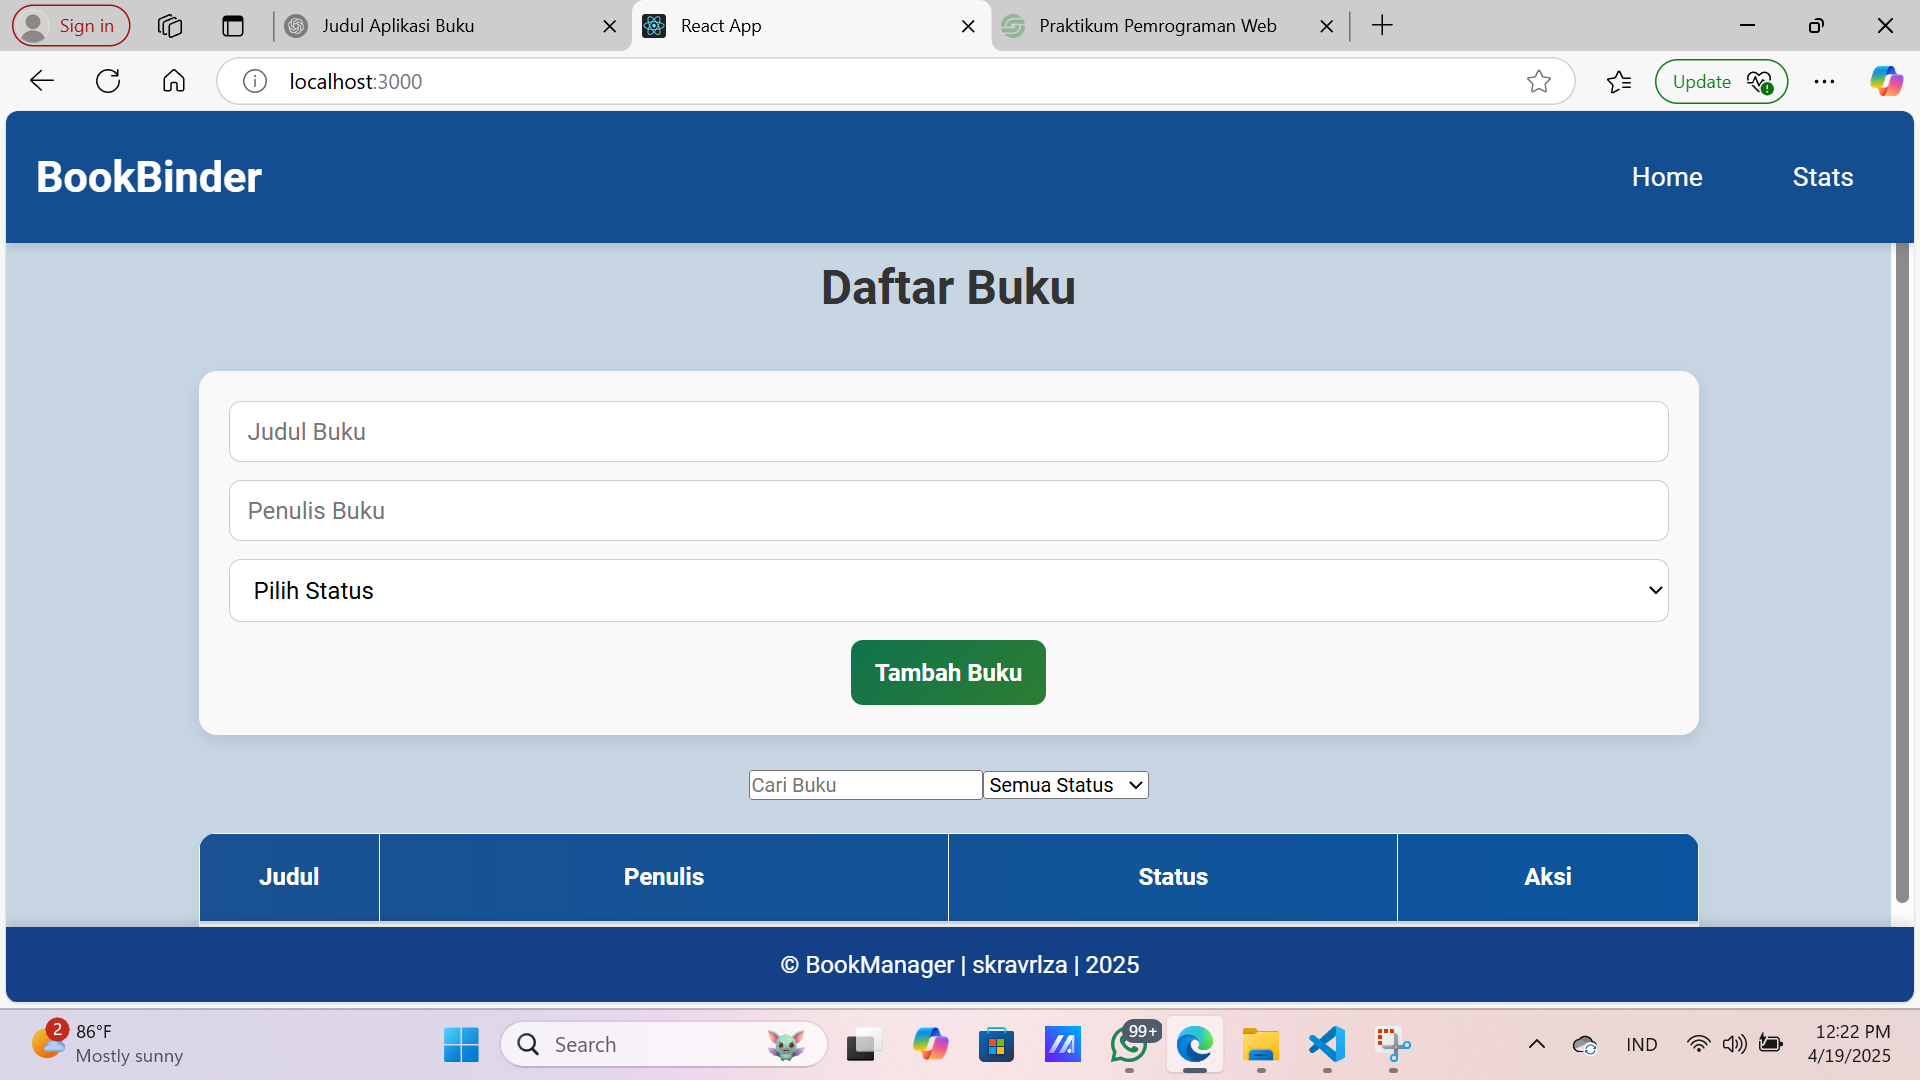 Sign in
Judul Aplikasi Buku
React App
Praktikum Pemrograman Web
localhost:3000
Update
BookBinder
Home
Stats
Daftar Buku
Judul Buku
Penulis Buku
Pilih Status
Tambah Buku
Cari Buku
Semua Status
Judul
Penulis
Status
Aksi
© BookManager | skravrlza | 2025
2
86°F
Mostly sunny
Search
99+
IND
12:22 PM
4/19/2025